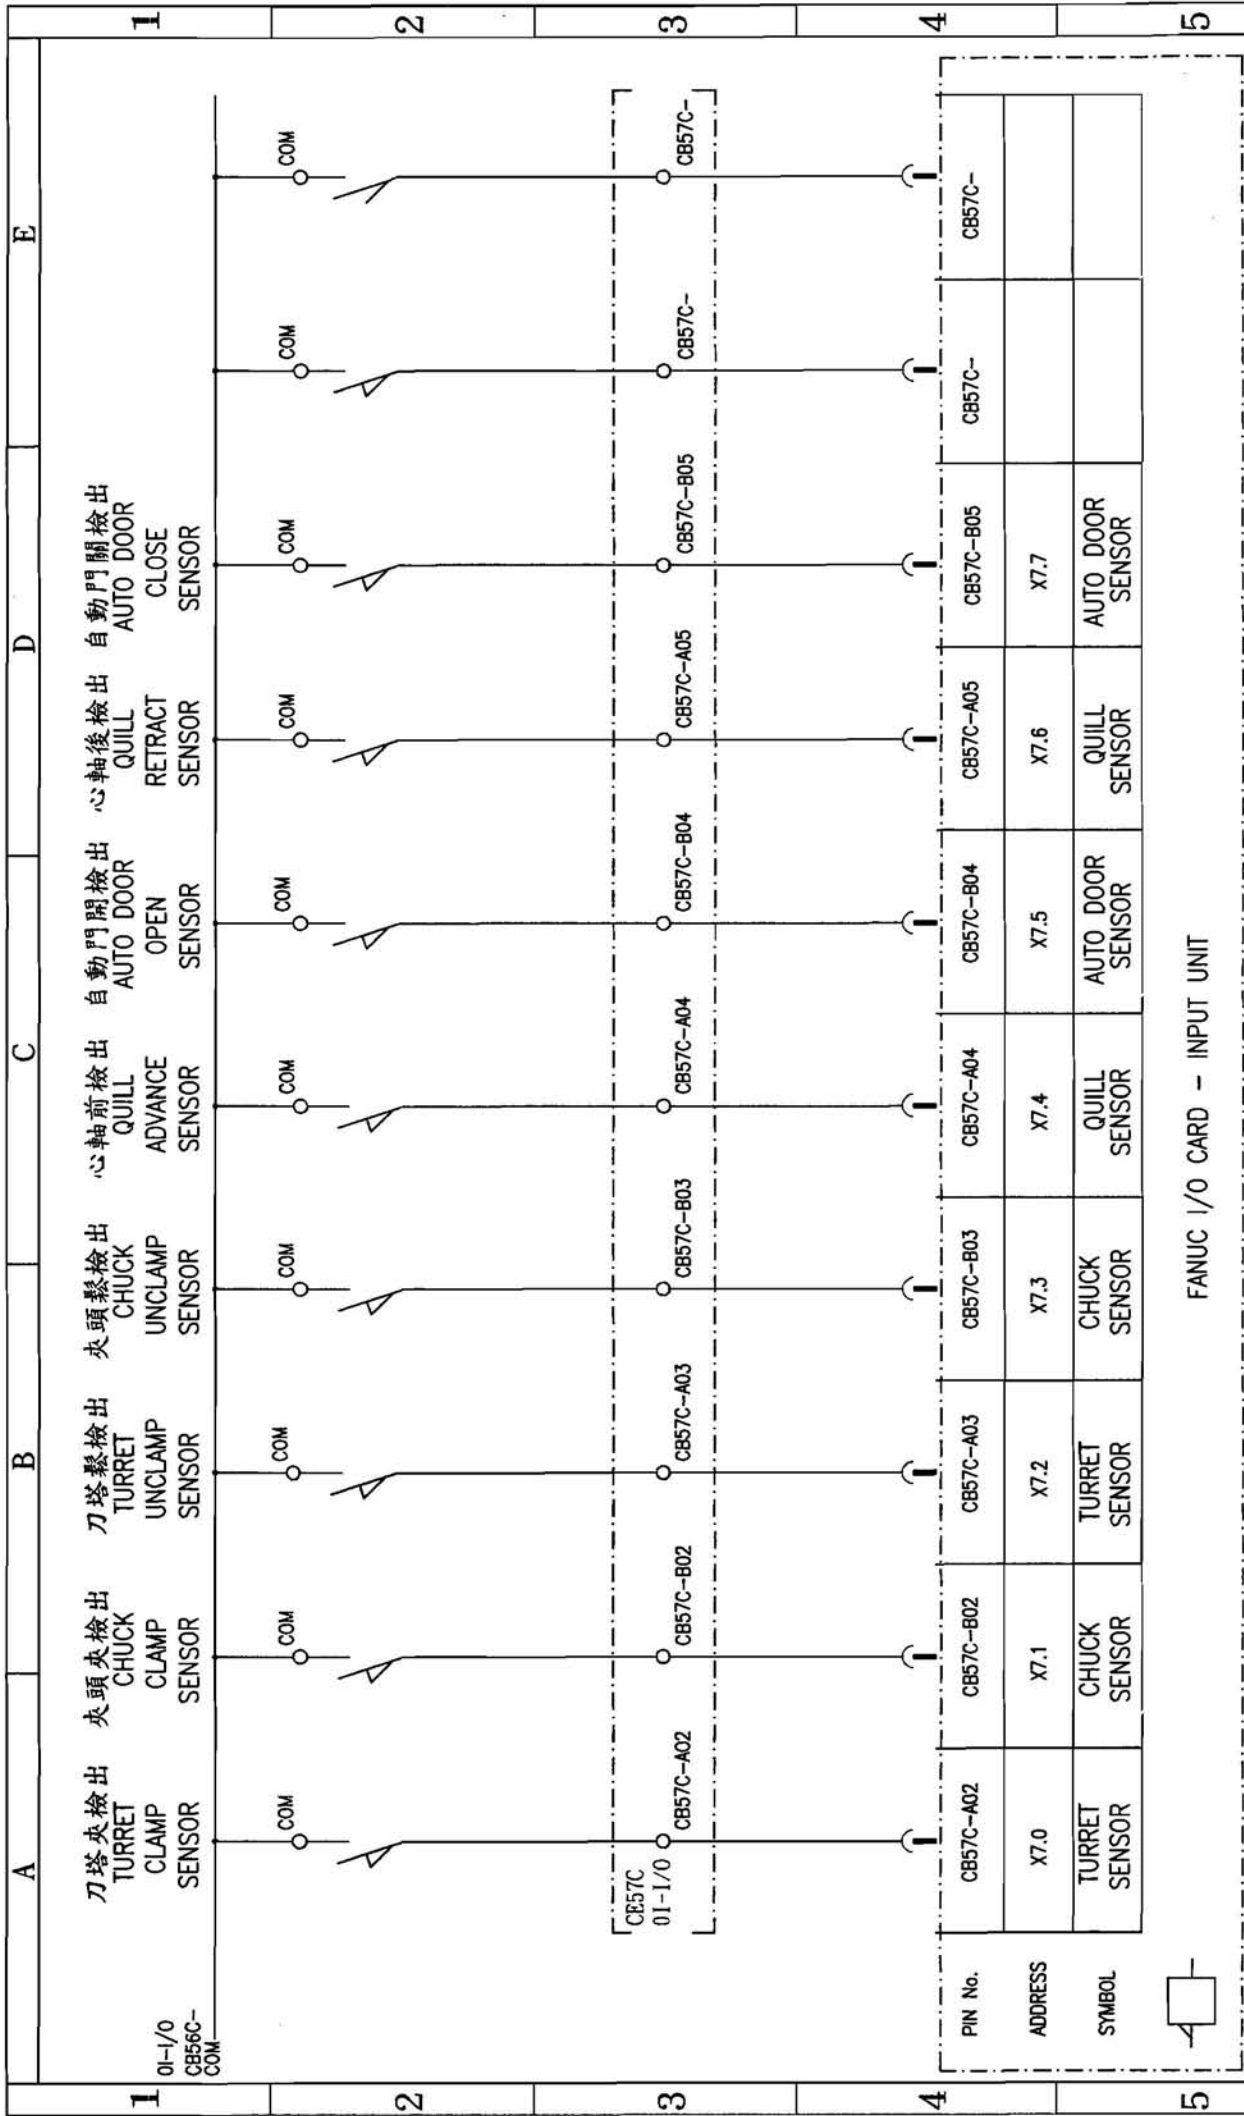 A B C D E
1
刀塔夾檢出 夾頭夾檢出 刀塔鬆檢出 夾頭鬆檢出 心軸前檢出 自動門開檢出 心軸後檢出 自動門關檢出
TURRET CHUCK TURRET CHUCK QUILL AUTO DOOR QUILL AUTO DOOR
CLAMP CLAMP UNCLAMP UNCLAMP ADVANCE OPEN RETRACT CLOSE
SENSOR SENSOR SENSOR SENSOR SENSOR SENSOR SENSOR SENSOR
OI-I/O
CB56C-
COM
1
2
COM COM COM COM COM COM COM COM COM COM
2
3
CE57C
OI-I/O
CB57C-A02 CB57C-B02 CB57C-A03 CB57C-B03 CB57C-A04 CB57C-B04 CB57C-A05 CB57C-B05 CB57C- CB57C-
3
4
4
PIN No. CB57C-A02 CB57C-B02 CB57C-A03 CB57C-B03 CB57C-A04 CB57C-B04 CB57C-A05 CB57C-B05 CB57C- CB57C-
ADDRESS X7.0 X7.1 X7.2 X7.3 X7.4 X7.5 X7.6 X7.7
SYMBOL TURRET CHUCK TURRET CHUCK QUILL AUTO DOOR QUILL AUTO DOOR
SENSOR SENSOR SENSOR SENSOR SENSOR SENSOR SENSOR SENSOR
5
FANUC I/O CARD - INPUT UNIT
5